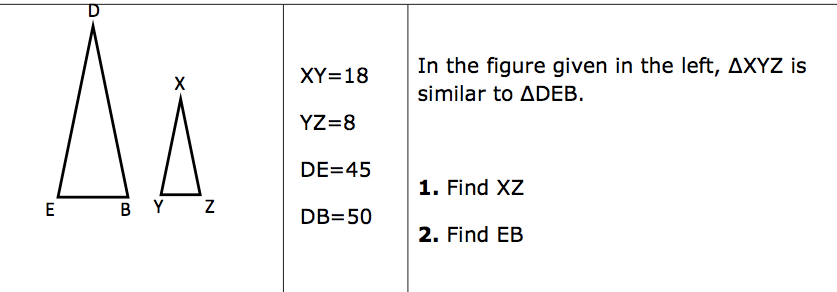 D
X
E
B
Y
Z
XY=18
YZ=8
DE=45
DB=50
In the figure given in the left, ΔXYZ is
similar to ΔDEB.
1. Find XZ
2. Find EB